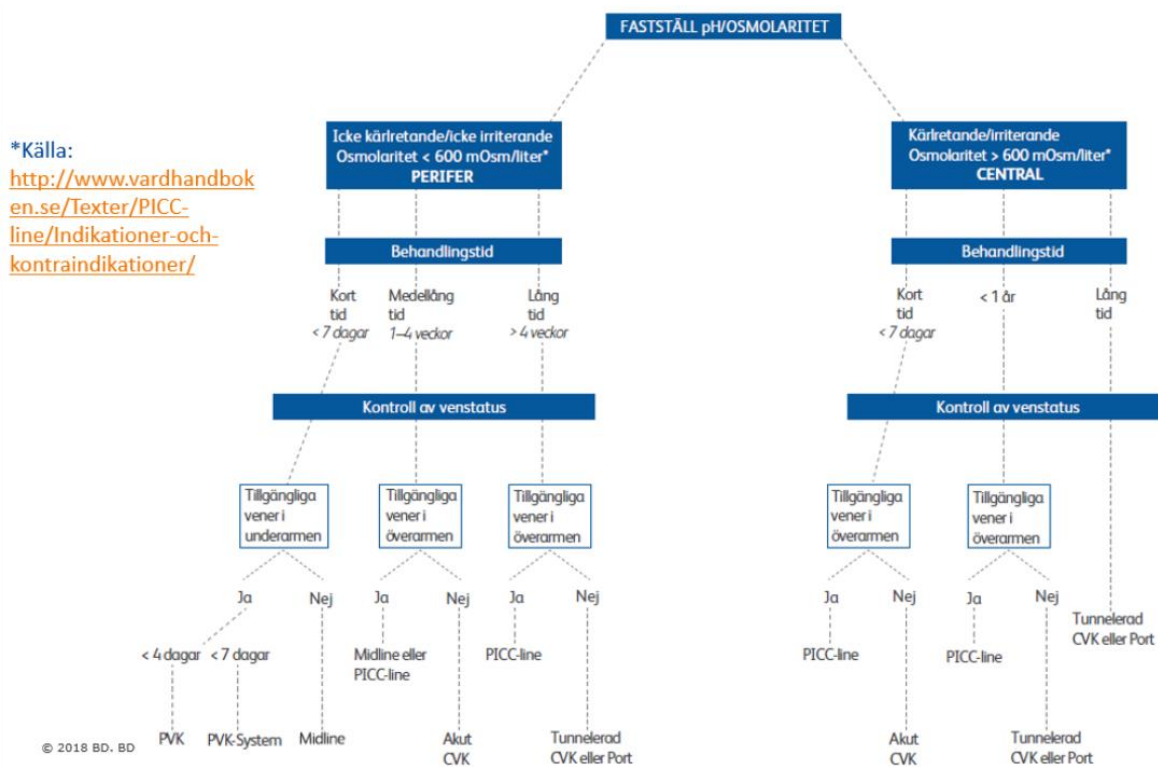 FASTSTÄLL pH/OSMOLARITET
*Källa:
http://www.vardhandbok
en.se/Texter/PICC-
line/Indikationer-och-
kontraindikationer/
Icke kärlretande/icke irriterande
Osmolaritet < 600 mOsm/liter*
PERIFER
Kärlretande/irriterande
Osmolaritet > 600 mOsm/liter*
CENTRAL
Behandlingstid
Behandlingstid
Kort
tid
< 7 dagar
Medellång
tid
1–4 veckor
Lång
tid
> 4 veckor
Kort
tid
< 7 dagar
< 1 år
Lång
tid
Kontroll av venstatus
Kontroll av venstatus
Tillgängliga
vener i
underarmen
Tillgängliga
vener i
överarmen
Tillgängliga
vener i
överarmen
Tillgängliga
vener i
överarmen
Tillgängliga
vener i
överarmen
Ja
Nej
Ja
Nej
Ja
Nej
Ja
Nej
Ja
Nej
Tunnelerad
CVK eller Port
< 4 dagar
< 7 dagar
Midline eller
PICC-line
PICC-line
PICC-line
PICC-line
PVK
PVK-System
Midline
Akut
CVK
Tunnelerad
CVK eller Port
Akut
CVK
Tunnelerad
CVK eller Port
© 2018 BD. BD